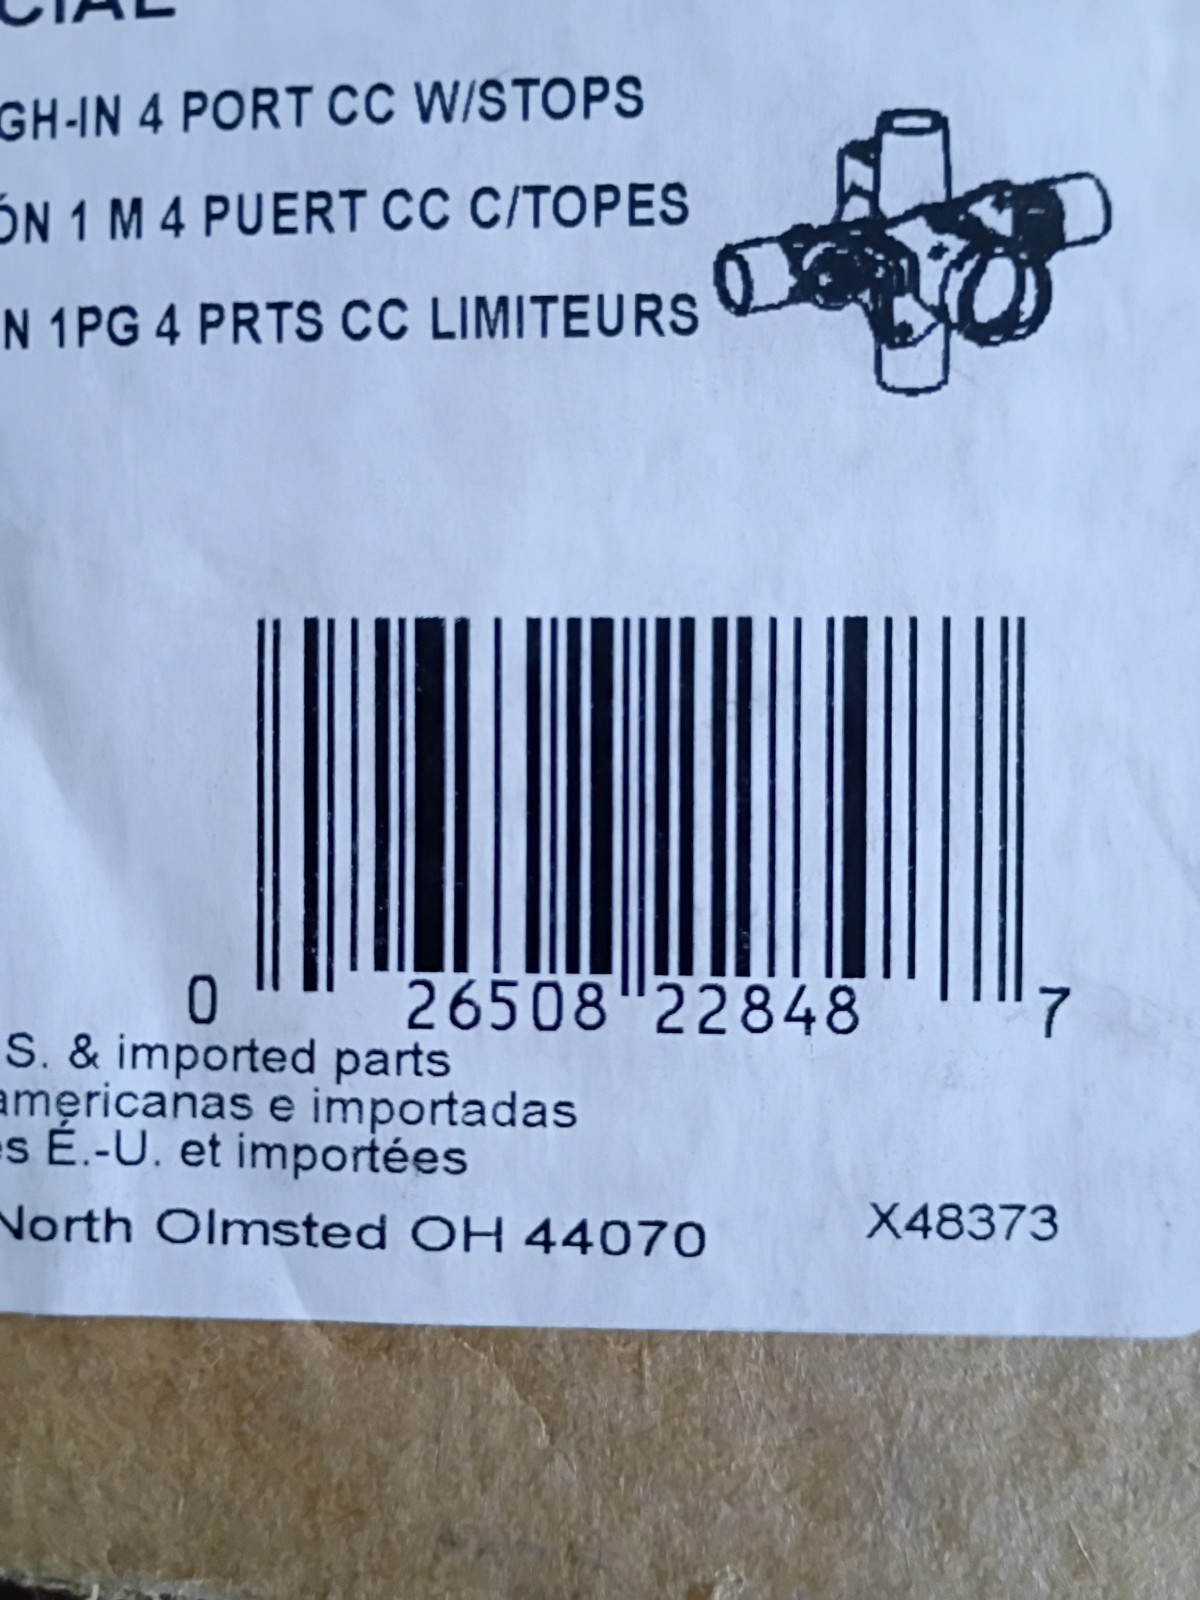 GH-IN 4 PORT CC W/STOPS
ÓN 1 M 4 PUERT CC C/TOPES
N 1PG 4 PRTS CC LIMITEURS
0 26508 22848 7
S. & imported parts
americanas e importadas
s É.-U. et importées
North Olmsted OH 44070 X48373